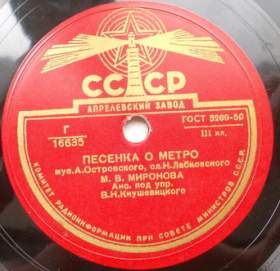 СССР
АПРЕЛЕВСКИЙ ЗАВОД
Г
16635
ГОСТ 5289-50
III кл.
ПЕСЕНКА О МЕТРО
муз. А. Островского, сл. Н. Лабковского
М. В. МИРОНОВА
Анс. под упр.
В. Н. Кнушевицкого
КОМИТЕТ РАДИОИНФОРМАЦИИ ПРИ СОВЕТЕ МИНИСТРОВ С.С.С.Р.